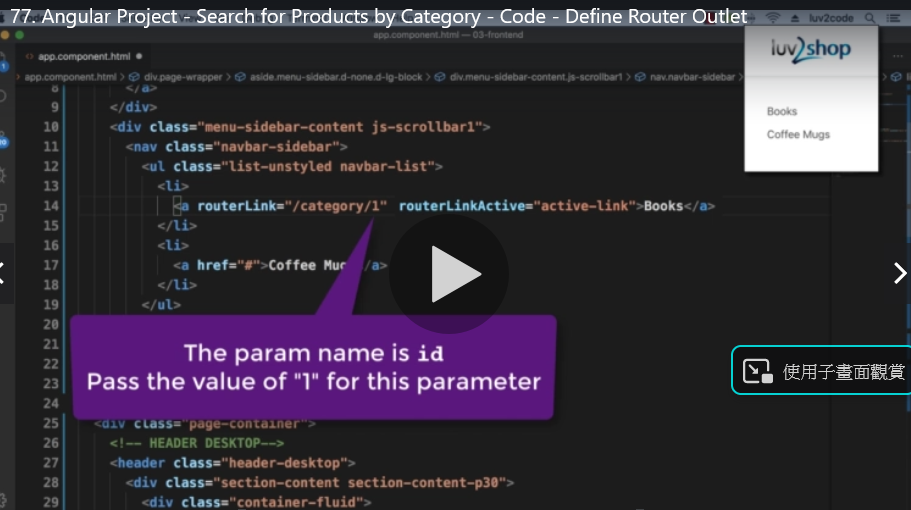 77. Angular Project - Search for Products by Category - Code - Define Router Outlet
luv2code
app.component.html — 03-frontend
app.component.html
app.component.html > div.page-wrapper > aside.menu-sidebar.d-none.d-lg-block > div.menu-sidebar-content.js-scrollbar1 > nav.navbar-sidebar >
luv2shop
Books
Coffee Mugs
8 </a>
9 </div>
10 <div class="menu-sidebar-content js-scrollbar1">
11 <nav class="navbar-sidebar">
12 <ul class="list-unstyled navbar-list">
13 <li>
14 <a routerLink="/category/1" routerLinkActive="active-link">Books</a>
15 </li>
16 <li>
17 <a href="#">Coffee Mug /a>
18 </li>
19 </ul>
20
21
22
23
24
The param name is id
Pass the value of "1" for this parameter
25 <div class="page-container">
26 <!-- HEADER DESKTOP-->
27 <header class="header-desktop">
28 <div class="section-content section-content-p30">
29 <div class="container-fluid">
使用子畫面觀賞